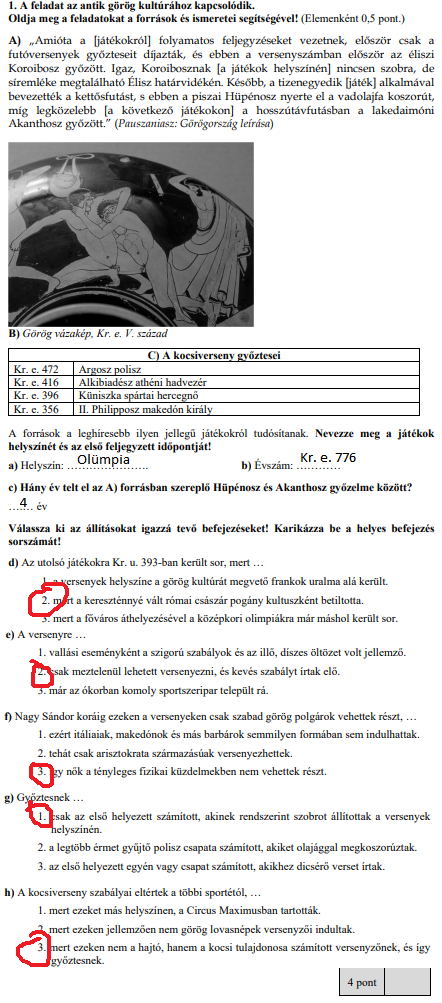 1. A feladat az antik görög kultúrához kapcsolódik.
Oldja meg a feladatokat a források és ismeretei segítségével! (Elemenként 0,5 pont.)
A) „Amióta a [játékokról] folyamatos feljegyzéseket vezetnek, először csak a
futóversenyek győzteseit díjazták, és ebben a versenyszámban először az éliszi
Koroibosz győzött. Igaz, Koroibosznak [a játékok helyszínén] nincsen szobra, de
síremléke megtalálható Élisz határvidékén. Később, a tizenegyedik [játék] alkalmával
bevezették a kettősfutást, s ebben a piszai Hüpénosz nyerte el a vadolajfa koszorút,
míg legközelebb [a következő játékokon] a hosszútávfutásban a lakedaimóni
Akanthosz győzött.” (Pauszaniasz: Görögország leírása)
B) Görög vázakép, Kr. e. V. század
C) A kocsiverseny győztesei
Kr. e. 472 Argosz polisz
Kr. e. 416 Alkibiadész athéni hadvezér
Kr. e. 396 Küniszka spártai hercegnő
Kr. e. 356 II. Philipposz makedón király
A források a leghíresebb ilyen jellegű játékokról tudósítanak. Nevezze meg a játékok
helyszínét és az első feljegyzett időpontját!
a) Helyszín: Olümpia b) Évszám: Kr. e. 776
c) Hány év telt el az A) forrásban szereplő Hüpénosz és Akanthosz győzelme között?
4 év
Válassza ki az állításokat igazzá tevő befejezéseket! Karikázza be a helyes befejezés
sorszámát!
d) Az utolsó játékokra Kr. u. 393-ban került sor, mert …
1. a versenyek helyszíne a görög kultúrát megvető frankok uralma alá került.
2. mert a kereszténnyé vált római császár pogány kultuszként betiltotta.
3. mert a főváros áthelyezésével a középkori olimpiákra már máshol került sor.
e) A versenyre …
1. vallási eseményként a szigorú szabályok és az illő, díszes öltözet volt jellemző.
2. csak meztelenül lehetett versenyezni, és kevés szabályt írtak elő.
3. már az ókorban komoly sportszeripar települt rá.
f) Nagy Sándor koráig ezeken a versenyeken csak szabad görög polgárok vehettek részt, …
1. ezért itáliaiak, makedónok és más barbárok semmilyen formában sem indulhattak.
2. tehát csak arisztokrata származásúak versenyezhettek.
3. így nők a tényleges fizikai küzdelmekben nem vehettek részt.
g) Győztesnek …
1. csak az első helyezett számított, akinek rendszerint szobrot állítottak a versenyek
helyszínén.
2. a legtöbb érmet gyűjtő polisz csapata számított, akiket olajággal megkoszorúztak.
3. az első helyezett egyén vagy csapat számított, akikhez dicsérő verset írtak.
h) A kocsiverseny szabályai eltértek a többi sportétól, …
1. mert ezeket más helyszínen, a Circus Maximusban tartották.
2. mert ezeken jellemzően nem görög lovasnépek versenyzői indultak.
3. mert ezeken nem a hajtó, hanem a kocsi tulajdonosa számított versenyzőnek, és így
győztesnek.
4 pont